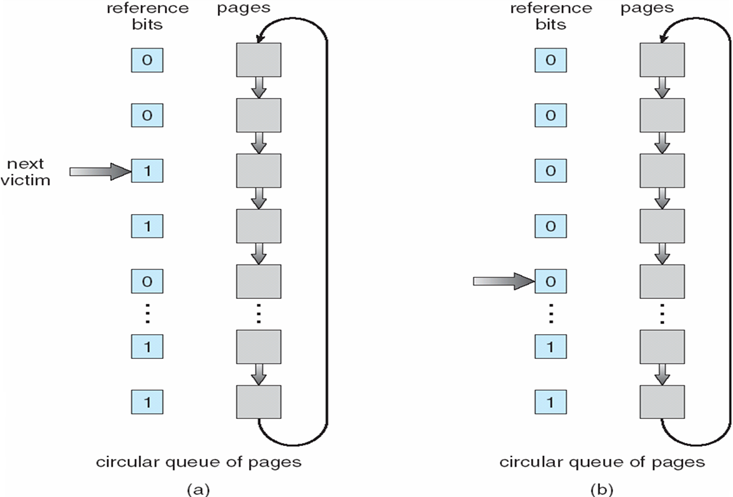 reference
bits
pages
0
0
next
victim
1
1
0
1
1
circular queue of pages
(a)
reference
bits
pages
0
0
0
0
0
1
1
circular queue of pages
(b)